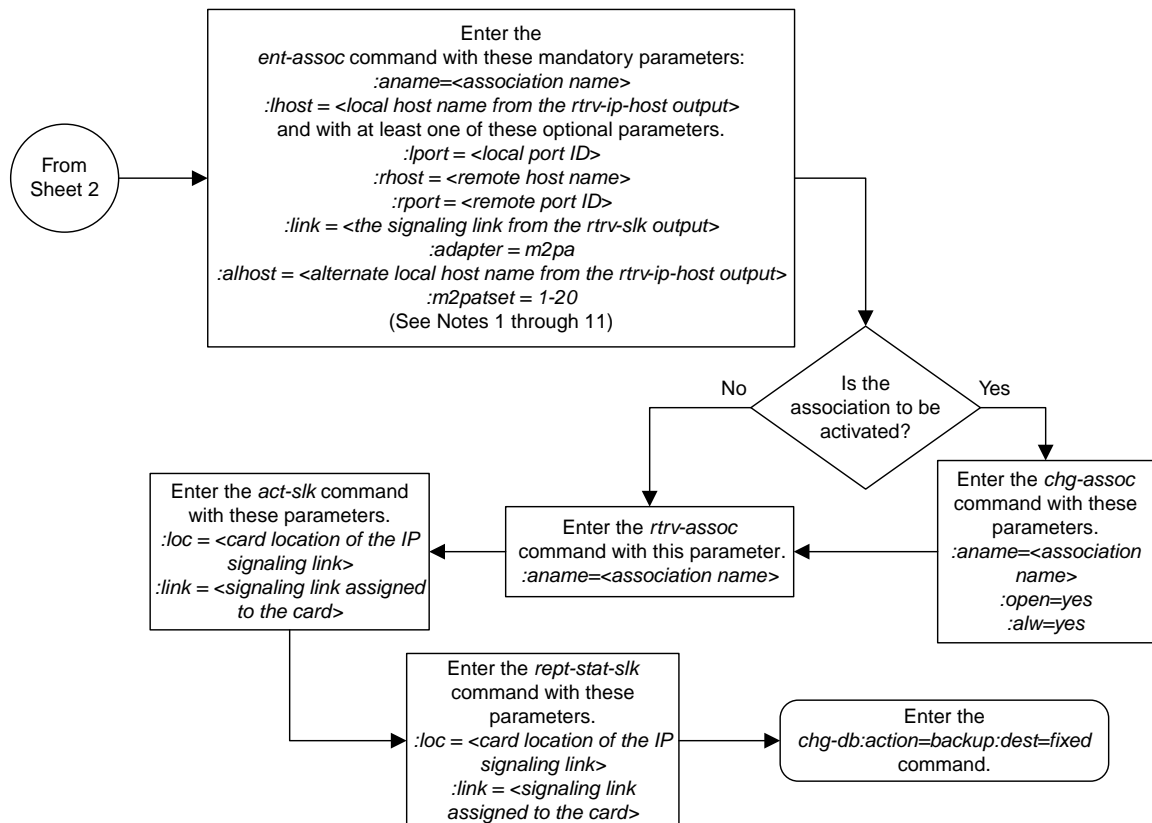 From
Sheet 2
Enter the
ent-assoc command with these mandatory parameters:
:aname=<association name>
:lhost = <local host name from the rtrv-ip-host output>
and with at least one of these optional parameters.
:lport = <local port ID>
:rhost = <remote host name>
:rport = <remote port ID>
:link = <the signaling link from the rtrv-slk output>
:adapter = m2pa
:alhost = <alternate local host name from the rtrv-ip-host output>
:m2patset = 1-20
(See Notes 1 through 11)
Is the
association to be
activated?
No
Yes
Enter the chg-assoc
command with these
parameters.
:aname=<association
name>
:open=yes
:alw=yes
Enter the rtrv-assoc
command with this parameter.
:aname=<association name>
Enter the act-slk command
with these parameters.
:loc = <card location of the IP
signaling link>
:link = <signaling link assigned
to the card>
Enter the rept-stat-slk
command with these
parameters.
:loc = <card location of the IP
signaling link>
:link = <signaling link
assigned to the card>
Enter the
chg-db:action=backup:dest=fixed
command.